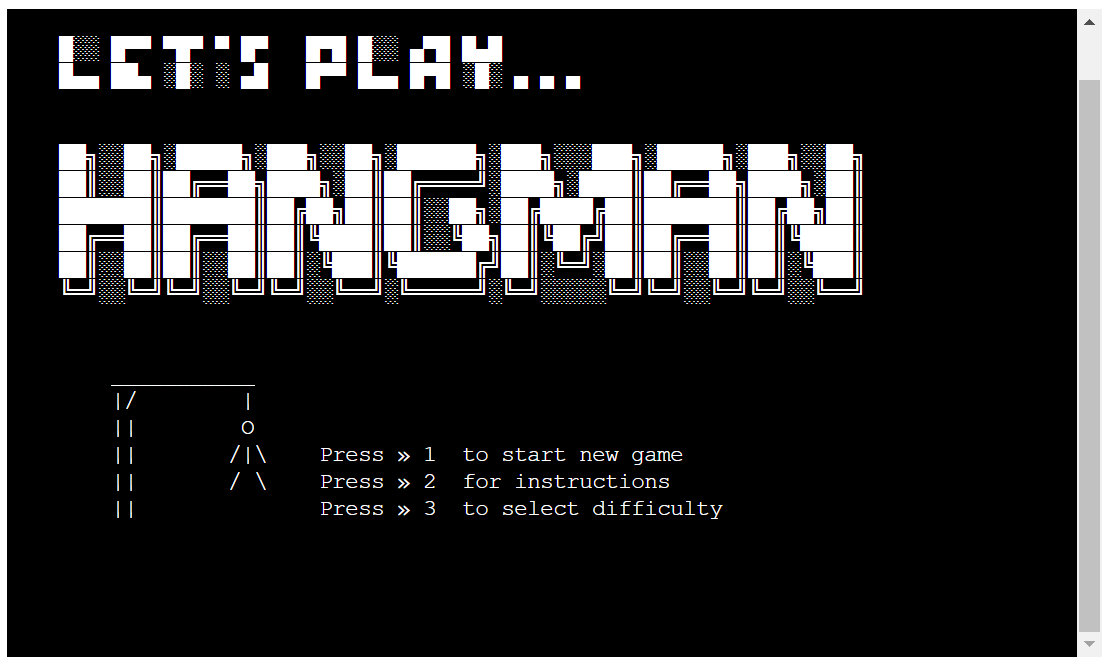 LET'S PLAY...
HANGMAN
Press » 1 to start new game
Press » 2 for instructions
Press » 3 to select difficulty